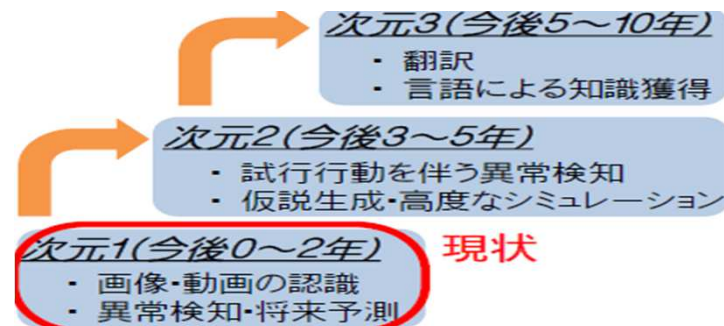 次元3(今後5～10年)
・ 翻訳
・ 言語による知識獲得
次元2(今後3～5年)
・ 試行行動を伴う異常検知
・ 仮説生成・高度なシミュレーション
次元1(今後0～2年)
現状
・ 画像・動画の認識
・ 異常検知・将来予測